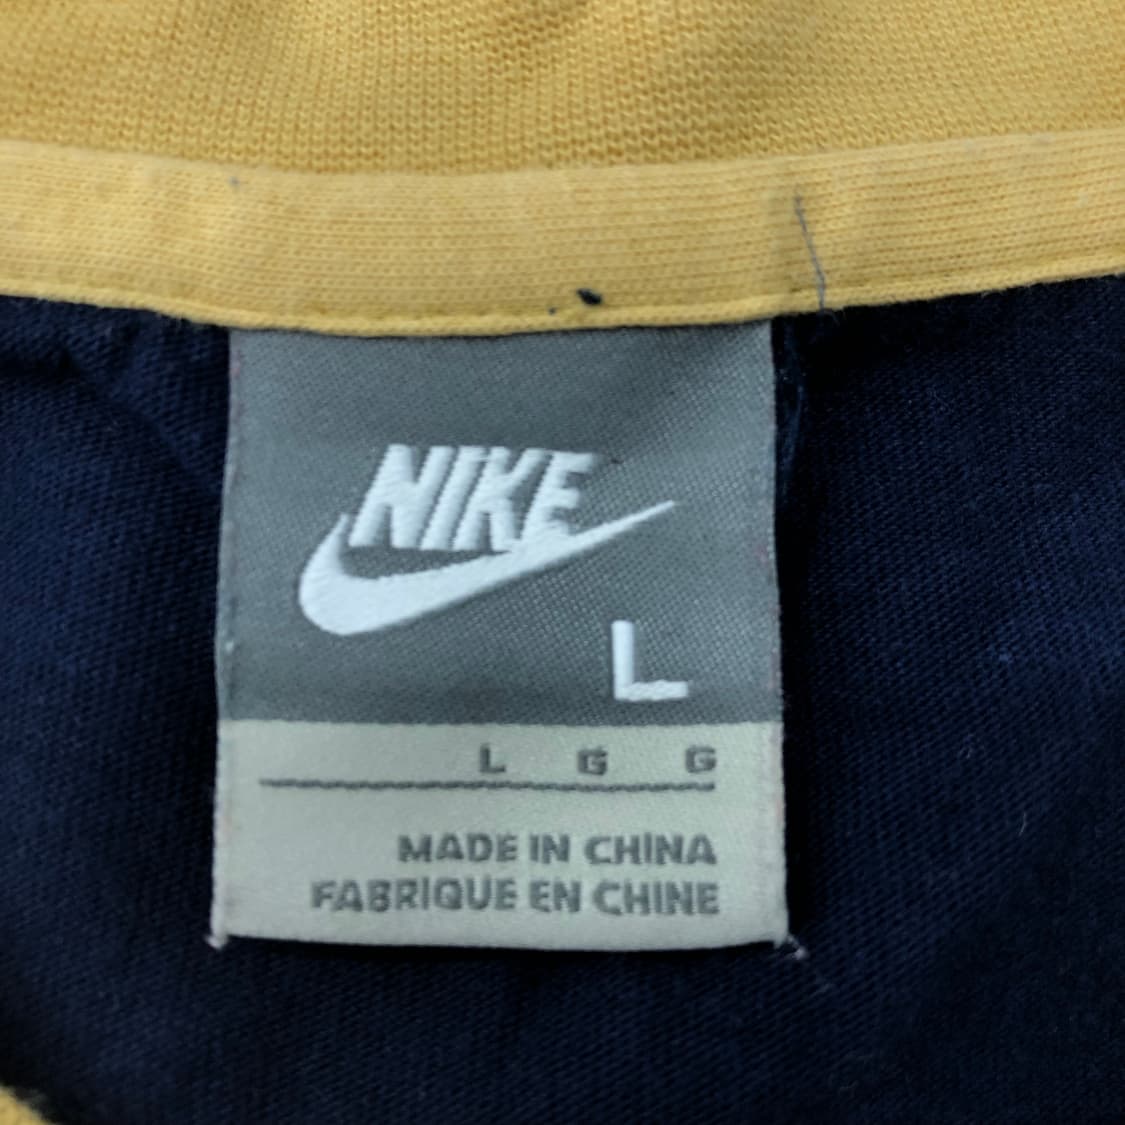 NIKE
L
L G G
MADE IN CHINA
FABRIQUE EN CHINE